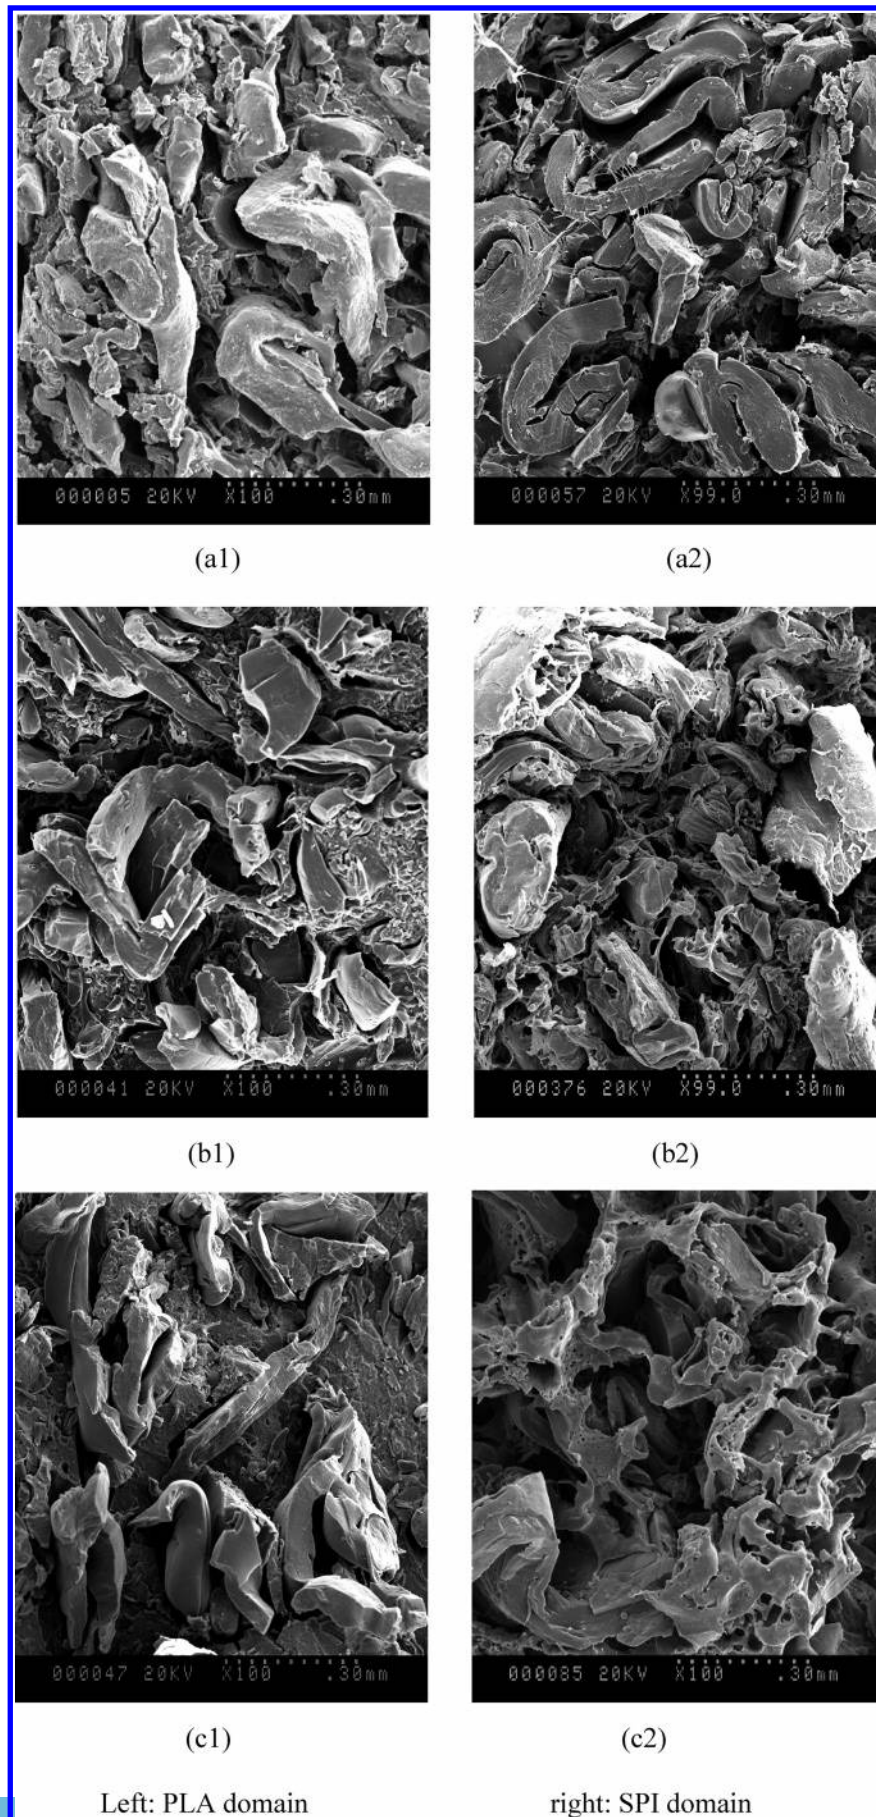 000005 20KV X100 .30mm
000057 20KV X99.0 .30mm
(a1)
(a2)
000041 20KV X100 .30mm
000376 20KV X99.0 .30mm
(b1)
(b2)
000047 20KV X100 .30mm
000085 20KV X100 .30mm
(c1)
(c2)
Left: PLA domain
right: SPI domain